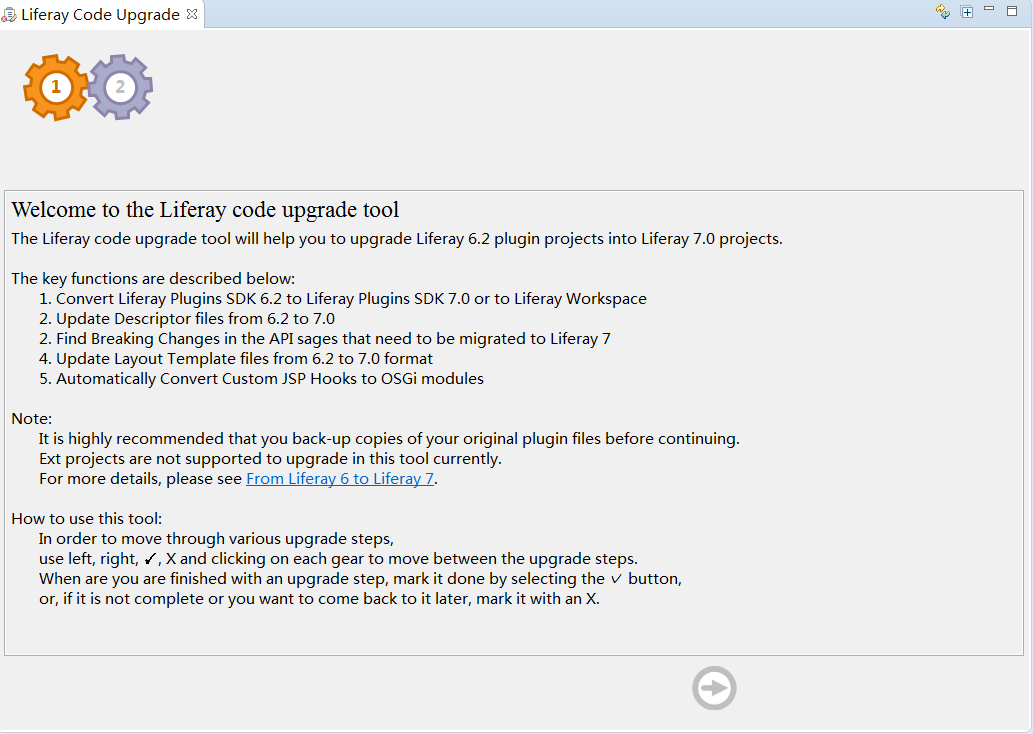 Liferay Code Upgrade
1 2
Welcome to the Liferay code upgrade tool
The Liferay code upgrade tool will help you to upgrade Liferay 6.2 plugin projects into Liferay 7.0 projects.
The key functions are described below:
1. Convert Liferay Plugins SDK 6.2 to Liferay Plugins SDK 7.0 or to Liferay Workspace
2. Update Descriptor files from 6.2 to 7.0
2. Find Breaking Changes in the API sages that need to be migrated to Liferay 7
4. Update Layout Template files from 6.2 to 7.0 format
5. Automatically Convert Custom JSP Hooks to OSGi modules
Note:
It is highly recommended that you back-up copies of your original plugin files before continuing.
Ext projects are not supported to upgrade in this tool currently.
For more details, please see From Liferay 6 to Liferay 7.
How to use this tool:
In order to move through various upgrade steps,
use left, right, ✓, X and clicking on each gear to move between the upgrade steps.
When are you are finished with an upgrade step, mark it done by selecting the ✓ button,
or, if it is not complete or you want to come back to it later, mark it with an X.